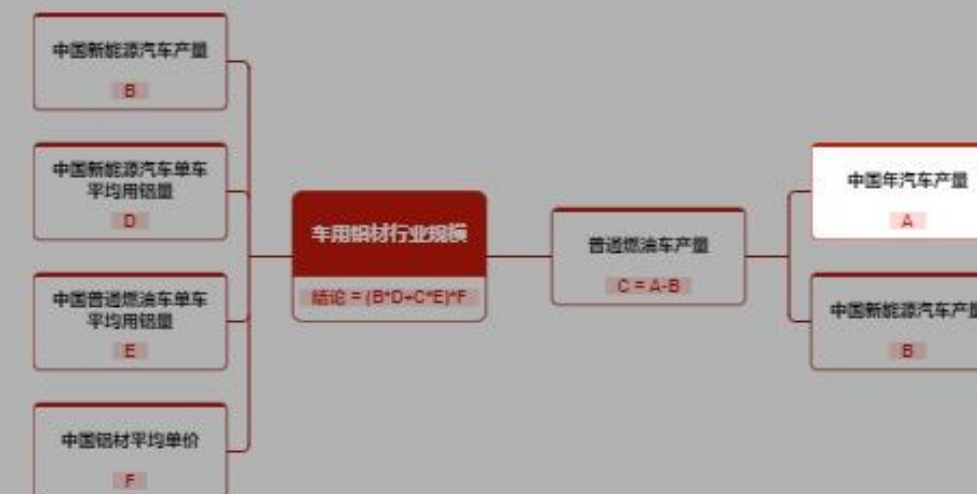 中国新能源汽车产量
B
中国新能源汽车单车
平均用铝量
D
中国普通燃油车单车
平均用铝量
E
中国铝材平均单价
F
车用铝材行业规模
结论 = (B*D+C*E)*F
普通燃油车产量
C = A-B
中国年汽车产量
A
中国新能源汽车产量
B